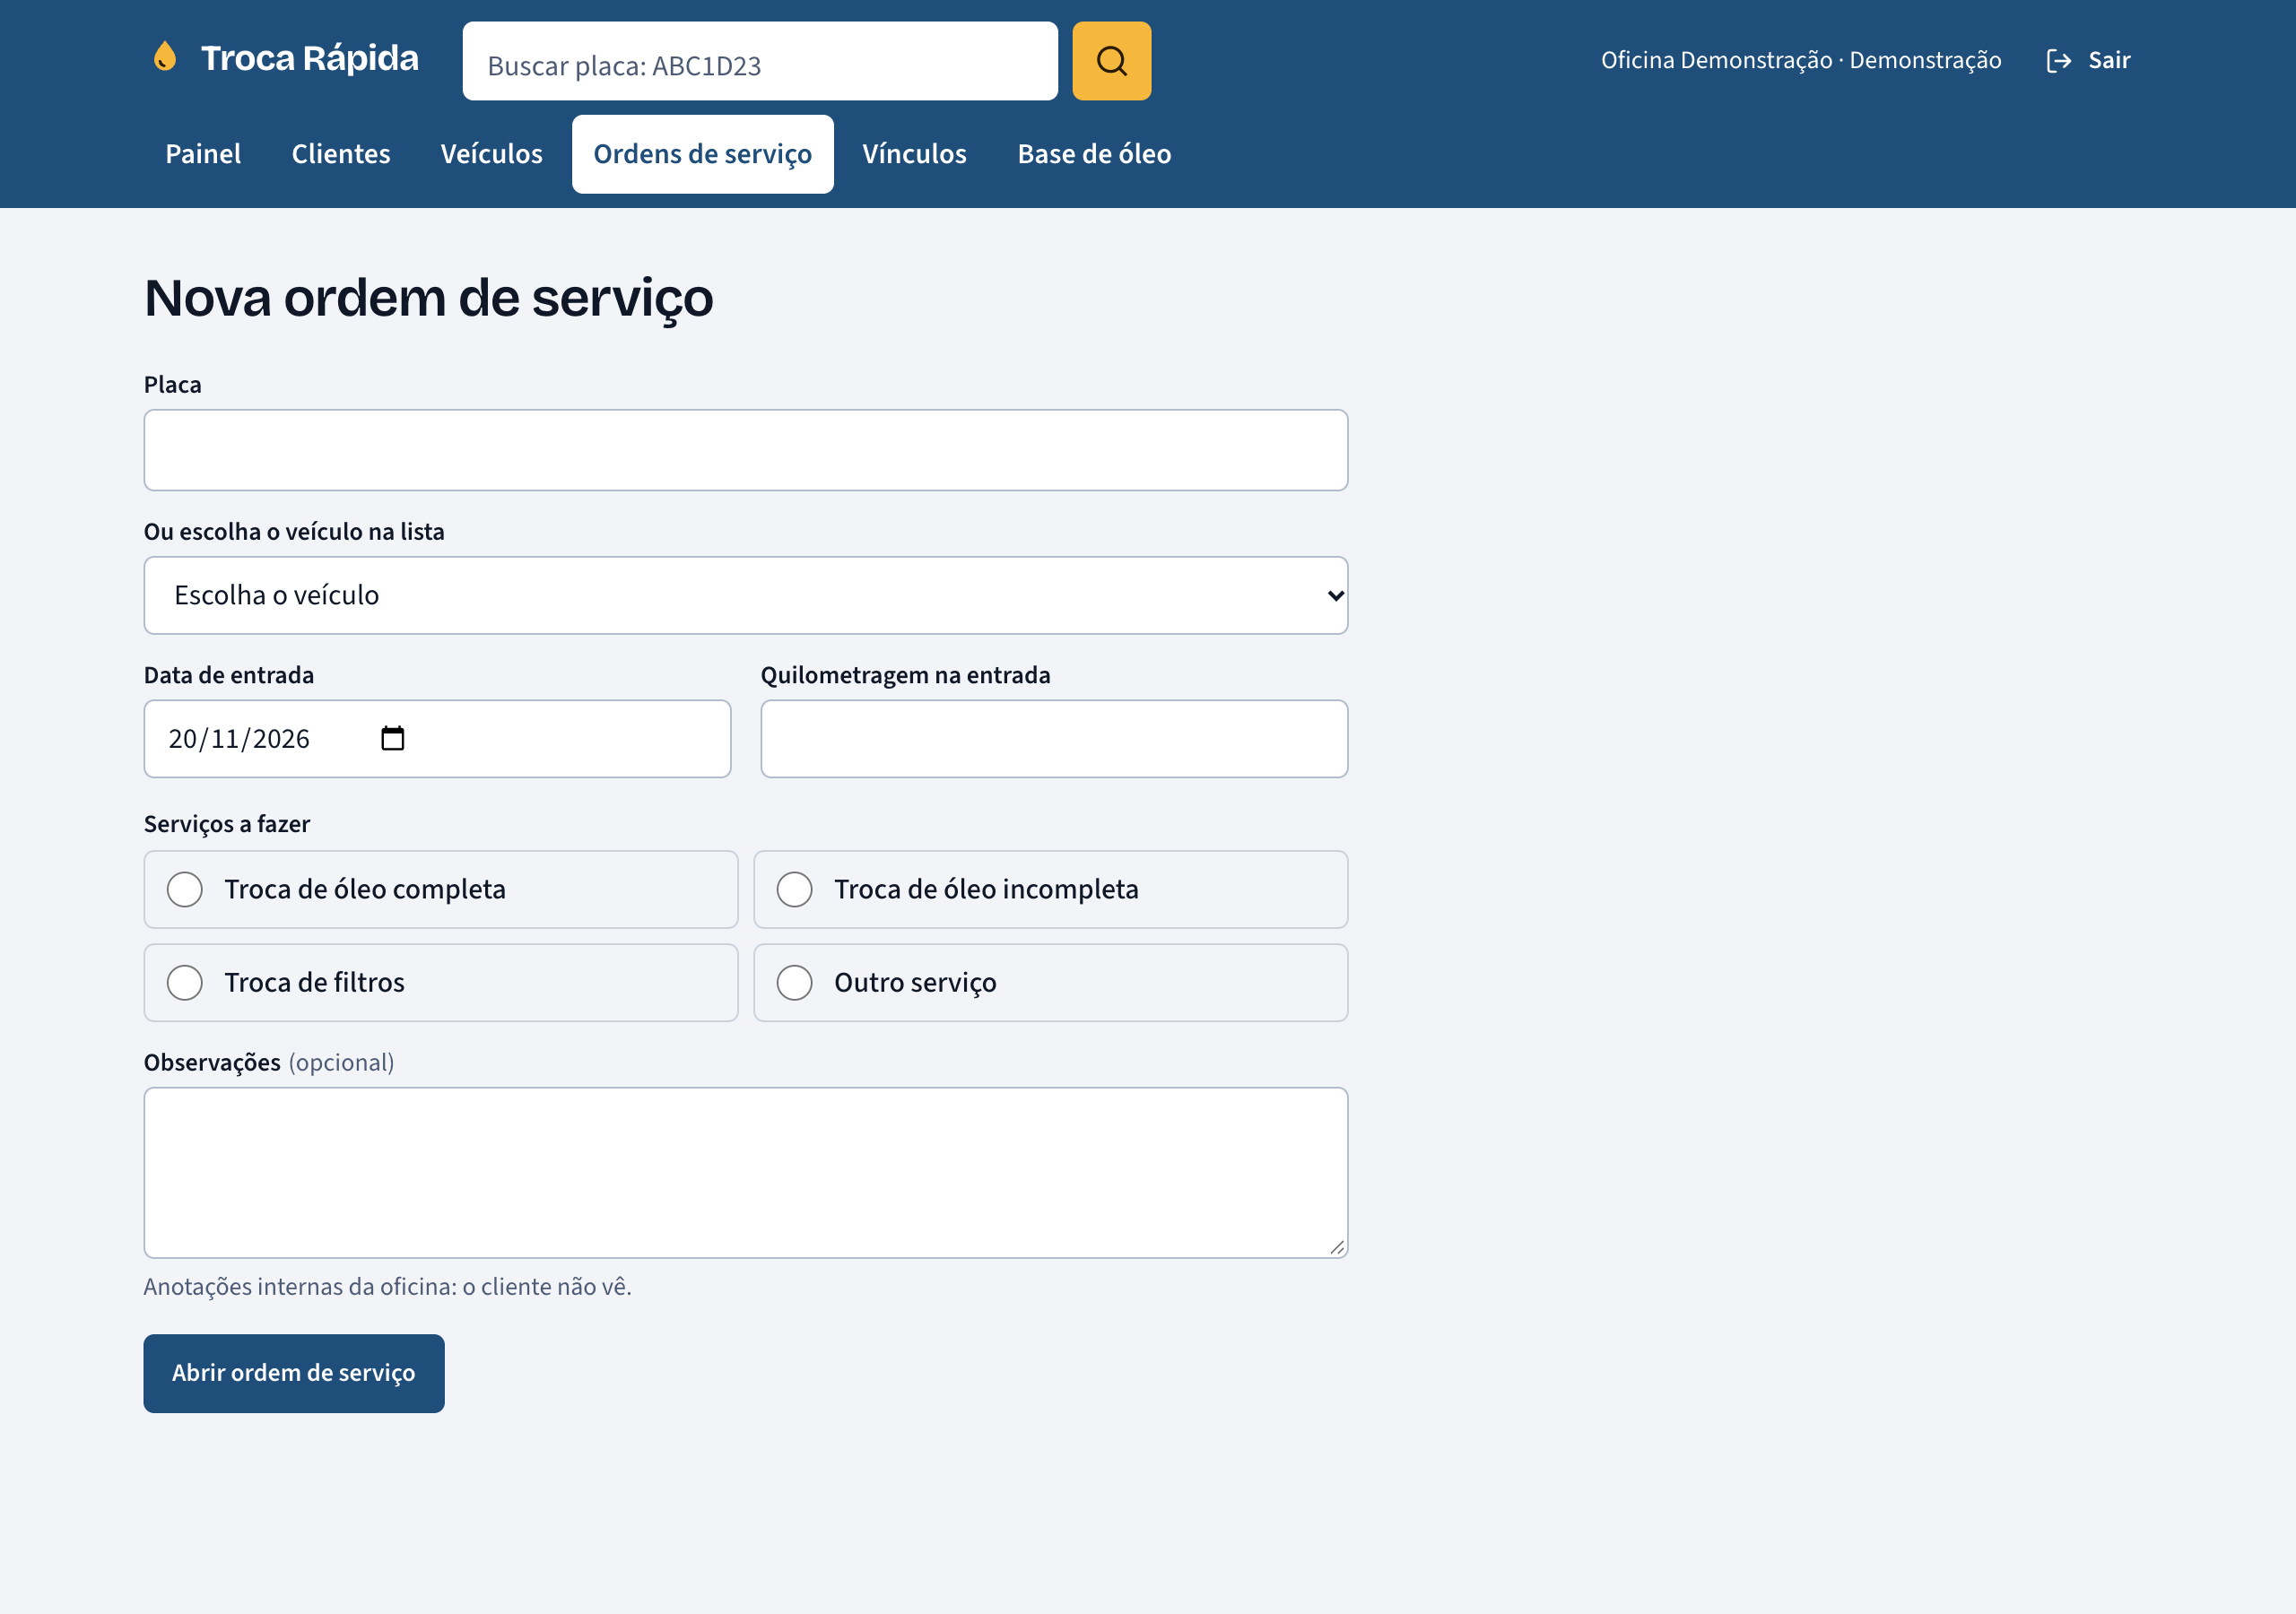 Troca Rápida
Buscar placa: ABC1D23
Oficina Demonstração · Demonstração
Sair
Painel
Clientes
Veículos
Ordens de serviço
Vínculos
Base de óleo
Nova ordem de serviço
Placa
Ou escolha o veículo na lista
Escolha o veículo
Data de entrada
Quilometragem na entrada
20/11/2026
Serviços a fazer
Troca de óleo completa
Troca de óleo incompleta
Troca de filtros
Outro serviço
Observações (opcional)
Anotações internas da oficina: o cliente não vê.
Abrir ordem de serviço